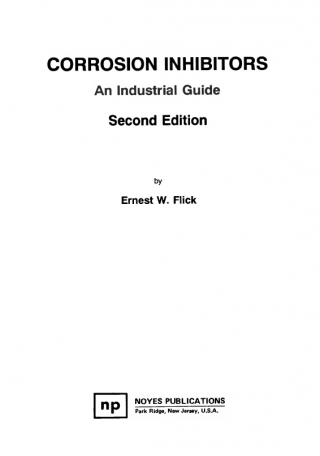 CORROSION INHIBITORS
An Industrial Guide
Second Edition
by
Ernest W. Flick
np
NOYES PUBLICATIONS
Park Ridge, New Jersey, U.S.A.